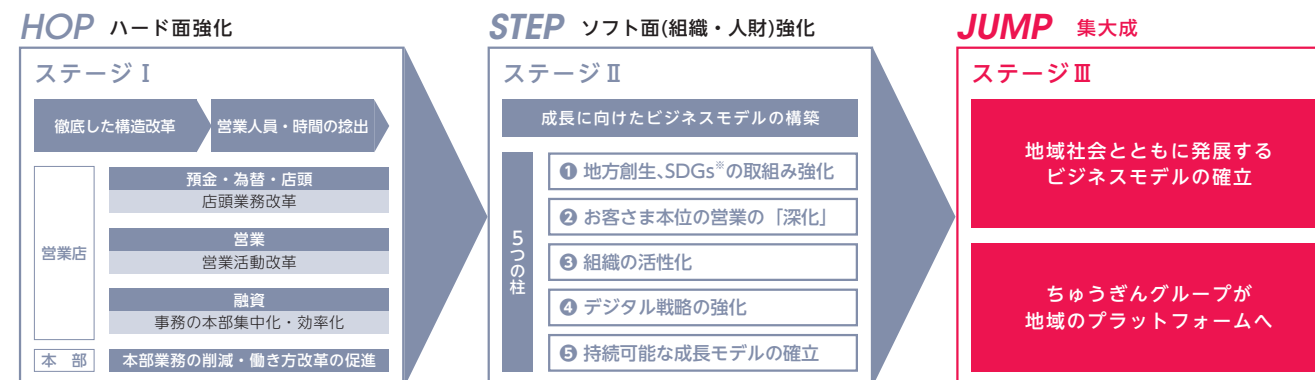 HOP ハード面強化
ステージⅠ
徹底した構造改革
営業人員・時間の捻出
営業店
預金・為替・店頭
店頭業務改革
営業
営業活動改革
融資
事務の本部集中化・効率化
本　部
本部業務の削減・働き方改革の促進
STEP ソフト面(組織・人財)強化
ステージⅡ
成長に向けたビジネスモデルの構築
5つの柱
❶ 地方創生、SDGs※の取組み強化
❷ お客さま本位の営業の「深化」
❸ 組織の活性化
❹ デジタル戦略の強化
❺ 持続可能な成長モデルの確立
JUMP 集大成
ステージⅢ
地域社会とともに発展する
ビジネスモデルの確立
ちゅうぎんグループが
地域のプラットフォームへ